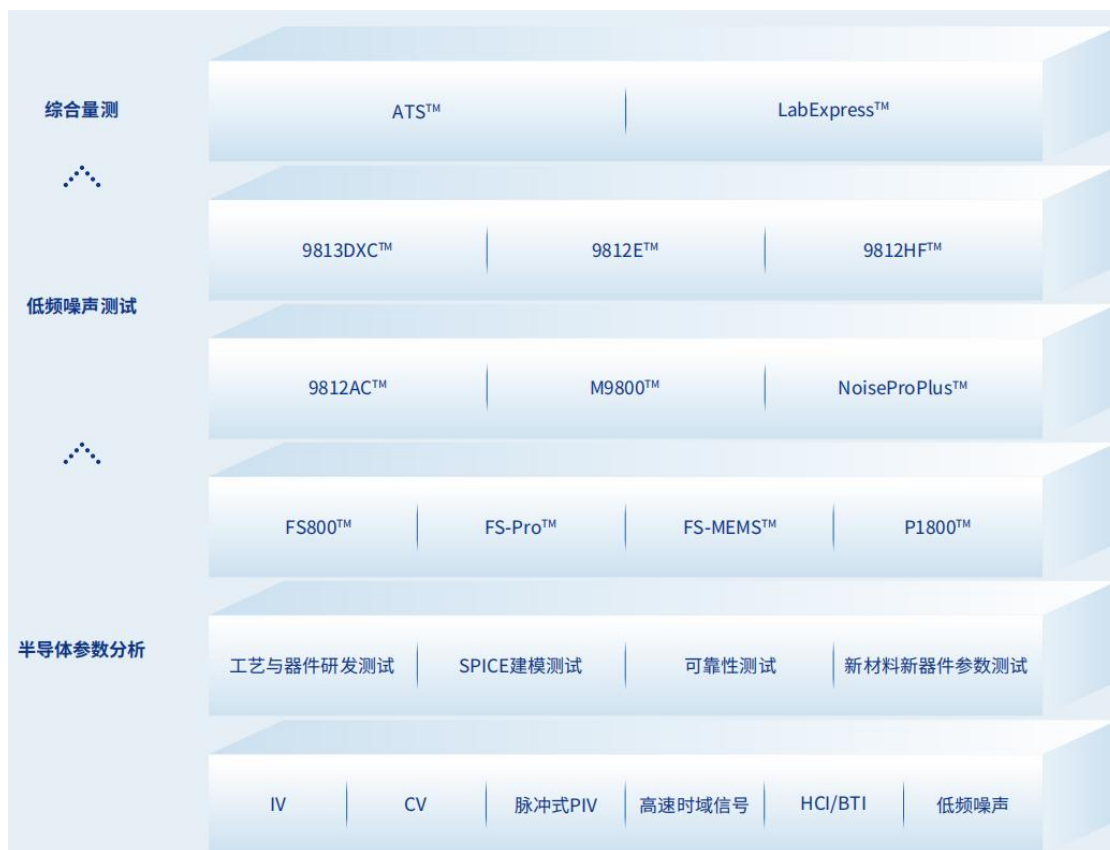 综合量测
ATS™
LabExpress™
9813DXC™
9812E™
9812HF™
低频噪声测试
9812AC™
M9800™
NoiseProPlus™
FS800™
FS-Pro™
FS-MEMS™
P1800™
半导体参数分析
工艺与器件研发测试
SPICE建模测试
可靠性测试
新材料新器件参数测试
IV
CV
脉冲式PIV
高速时域信号
HCI/BTI
低频噪声